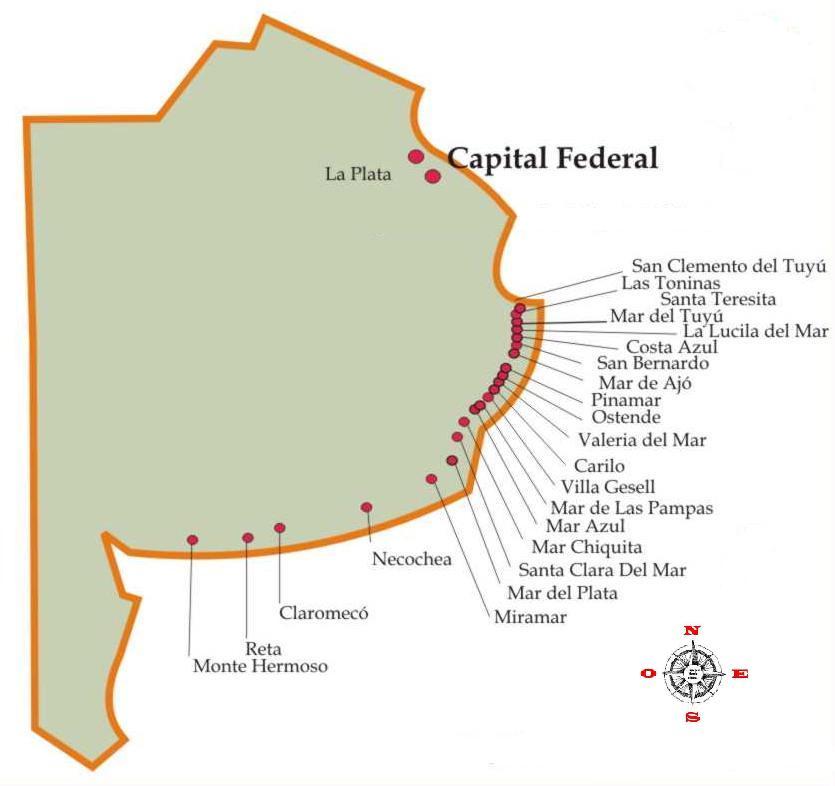 Capital Federal
La Plata
San Clemento del Tuyú
Las Toninas
Santa Teresita
Mar del Tuyú
La Lucila del Mar
Costa Azul
San Bernardo
Mar de Ajó
Pinamar
Ostende
Valeria del Mar
Carilo
Villa Gesell
Mar de Las Pampas
Mar Azul
Mar Chiquita
Santa Clara Del Mar
Mar del Plata
Miramar
Necochea
Claromecó
Reta
Monte Hermoso
N
O
E
S